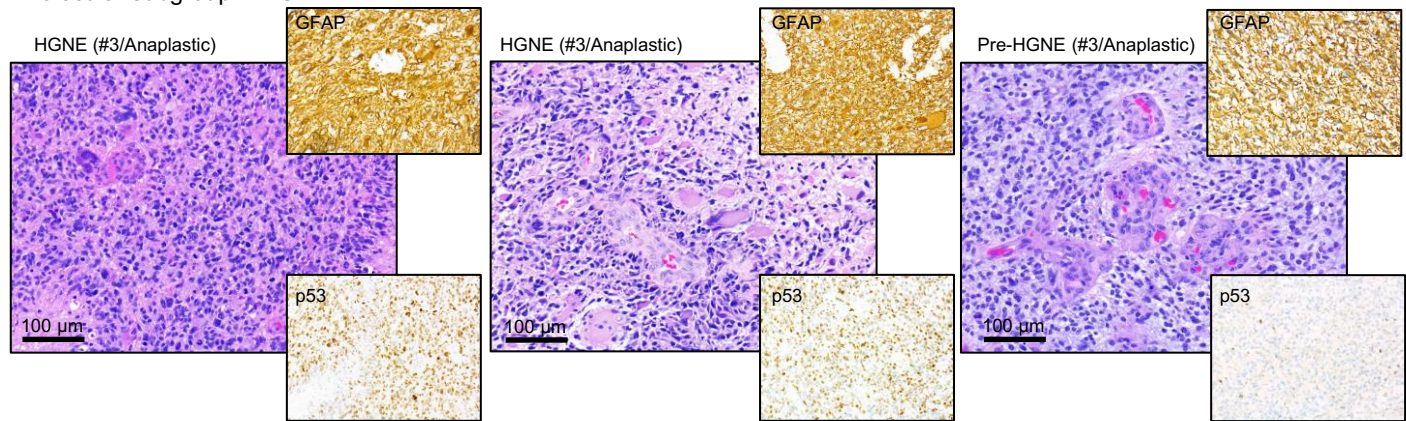 HGNE (#3/Anaplastic)
GFAP
p53
100 µm
HGNE (#3/Anaplastic)
GFAP
p53
100 µm
Pre-HGNE (#3/Anaplastic)
GFAP
p53
100 µm